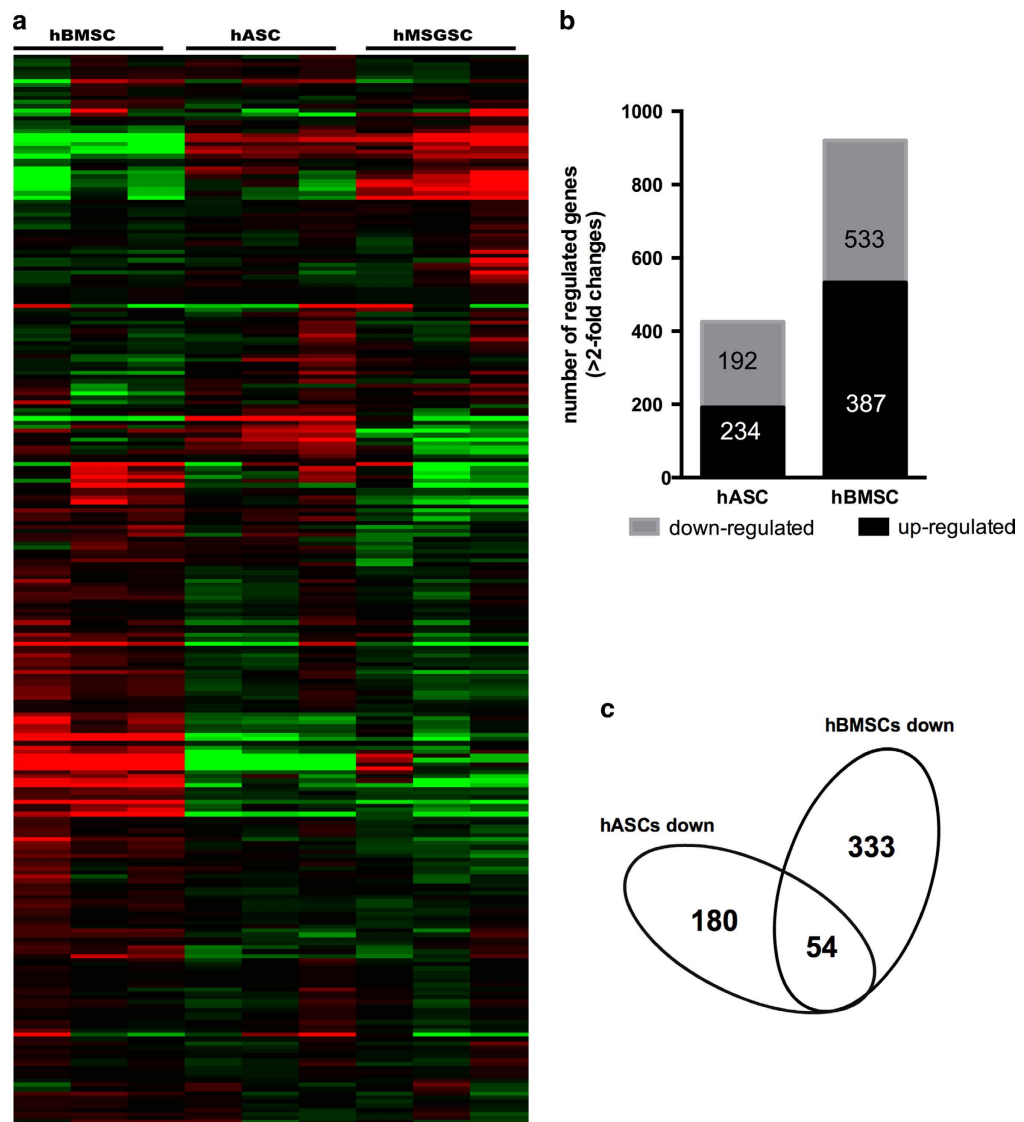 a
hBMSC hASC hMSGSC
b
number of regulated genes
(>2-fold changes)
1000
800
600
400
200
0
192
234
533
387
hASC hBMSC
down-regulated up-regulated
c
hBMSCs down
hASCs down
333
180
54